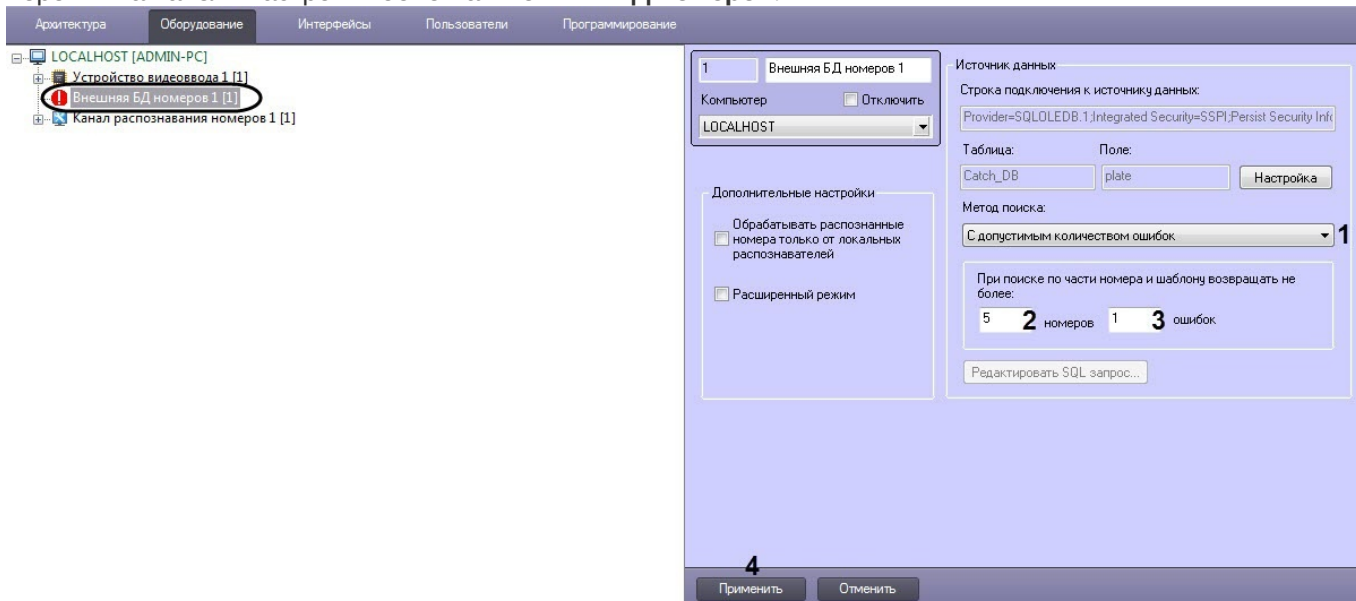 Архитектура Оборудование Интерфейсы Пользователи Программирование
LOCALHOST [ADMIN-PC]
Устройство видеоввода 1 [1]
Внешняя БД номеров 1 [1]
Канал распознавания номеров 1 [1]
1 Внешняя БД номеров 1
Компьютер Отключить
LOCALHOST
Дополнительные настройки
Обрабатывать распознанные
номера только от локальных
распознавателей
Расширенный режим
Источник данных
Строка подключения к источнику данных:
Provider=SQLOLEDB.1;Integrated Security=SSPI;Persist Security Inf
Таблица: Поле:
Catch_DB plate Настройка
Метод поиска:
С допустимым количеством ошибок 1
При поиске по части номера и шаблону возвращать не
более:
5 2 номеров 1 3 ошибок
Редактировать SQL запрос...
4
Применить Отменить